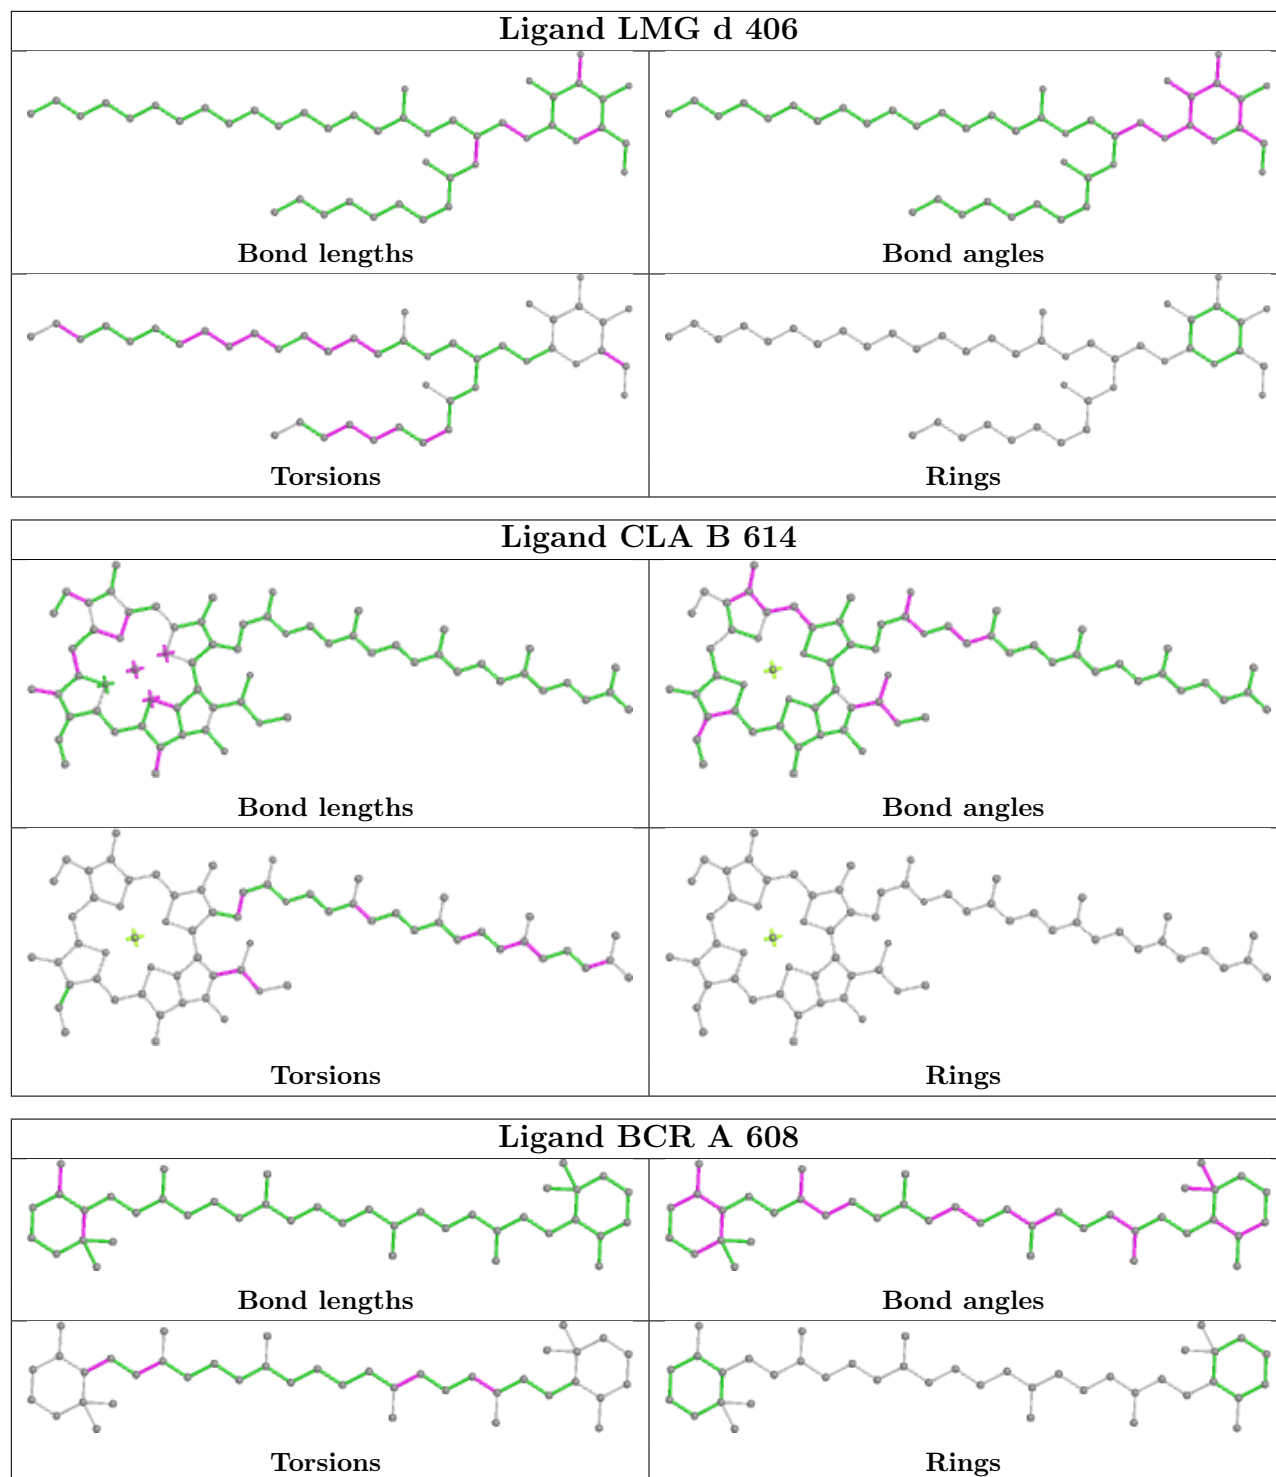 Ligand LMG d 406
Bond lengths
Bond angles
Torsions
Rings
Ligand CLA B 614
Bond lengths
Bond angles
Torsions
Rings
Ligand BCR A 608
Bond lengths
Bond angles
Torsions
Rings